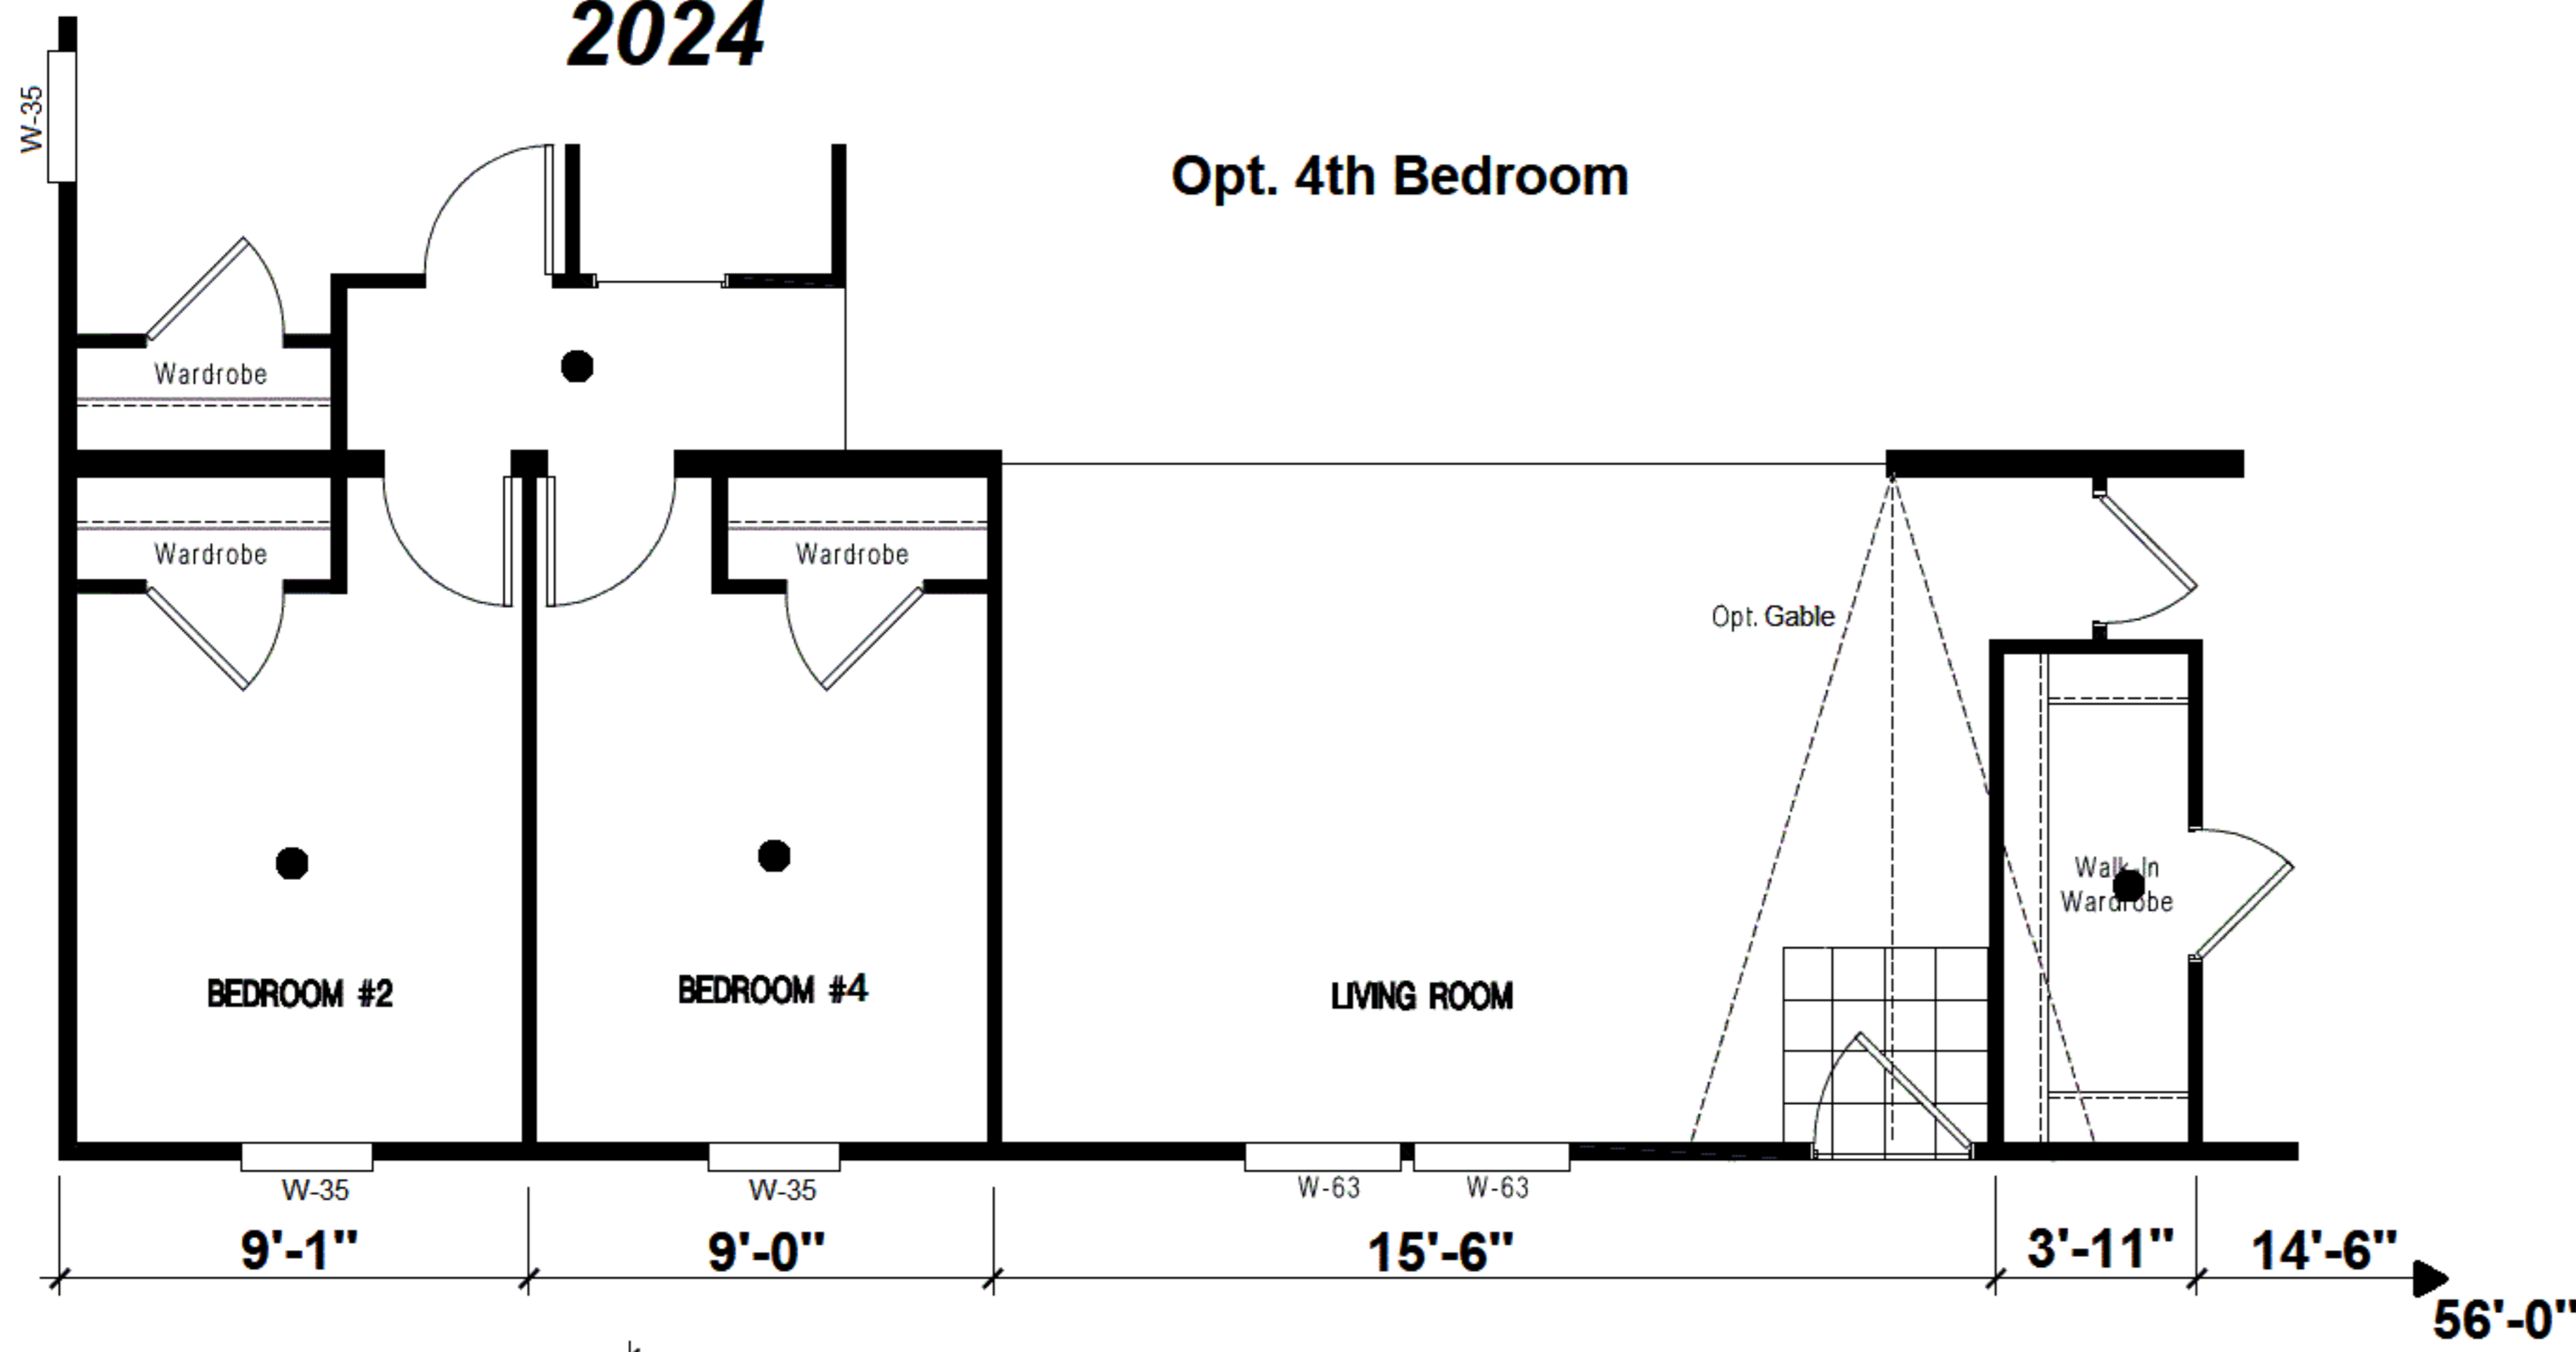 2024
W-35
Opt. 4th Bedroom
Wardrobe
Wardrobe
Wardrobe
Opt. Gable
Walk-In
Wardrobe
BEDROOM #2
BEDROOM #4
LIVING ROOM
W-35
W-35
W-63
W-63
9'-1"
9'-0"
15'-6"
3'-11"
14'-6"
56'-0"